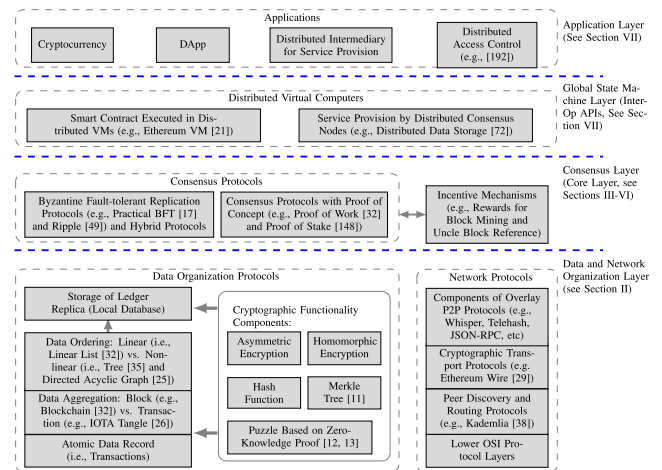 Applications
Cryptocurrency
DApp
Distributed Intermediary
for Service Provision
Distributed
Access Control
(e.g., [192])
Application Layer
(See Section VII)
Distributed Virtual Computers
Smart Contract Executed in Dis-
tributed VMs (e.g., Ethereum VM [21])
Service Provision by Distributed Consensus
Nodes (e.g., Distributed Data Storage [72])
Global State Ma-
chine Layer (Inter-
Op APIs, See Sec-
tion VII)
Consensus Protocols
Byzantine Fault-tolerant Replication
Protocols (e.g., Practical BFT [17]
and Ripple [49]) and Hybrid Protocols
Consensus Protocols with Proof of
Concept (e.g., Proof of Work [32]
and Proof of Stake [148])
Incentive Mechanisms
(e.g., Rewards for
Block Mining and
Uncle Block Reference)
Consensus Layer
(Core Layer, see
Sections III-VI)
Data Organization Protocols
Storage of Ledger
Replica (Local Database)
Data Ordering: Linear (i.e.,
Linear List [32]) vs. Non-
linear (i.e., Tree [35] and
Directed Acyclic Graph [25])
Data Aggregation: Block (e.g.,
Blockchain [32]) vs. Transac-
tion (e.g., IOTA Tangle [26])
Atomic Data Record
(i.e., Transactions)
Cryptographic Functionality
Components:
Asymmetric
Encryption
Homomorphic
Encryption
Hash
Function
Merkle
Tree [11]
Puzzle Based on Zero-
Knowledge Proof [12, 13]
Network Protocols
Components of Overlay
P2P Protocols (e.g.,
Whisper, Telehash,
JSON-RPC, etc)
Cryptographic Trans-
port Protocols (e.g.
Ethereum Wire [29])
Peer Discovery and
Routing Protocols
(e.g., Kademlia [38])
Lower OSI Pro-
tocol Layers
Data and Network
Organization Layer
(see Section II)